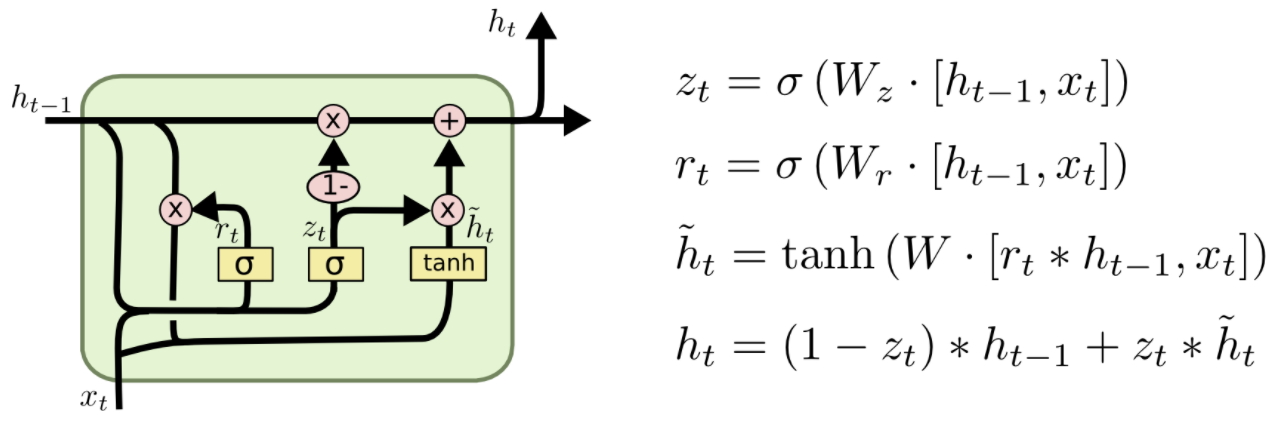 h_t
h_{t-1}
x
+
1-
x
x
r_t
z_t
h̃_t
σ
σ
tanh
x_t
z_t = σ (W_z · [h_{t-1}, x_t])
r_t = σ (W_r · [h_{t-1}, x_t])
h̃_t = tanh (W · [r_t * h_{t-1}, x_t])
h_t = (1 − z_t) * h_{t-1} + z_t * h̃_t